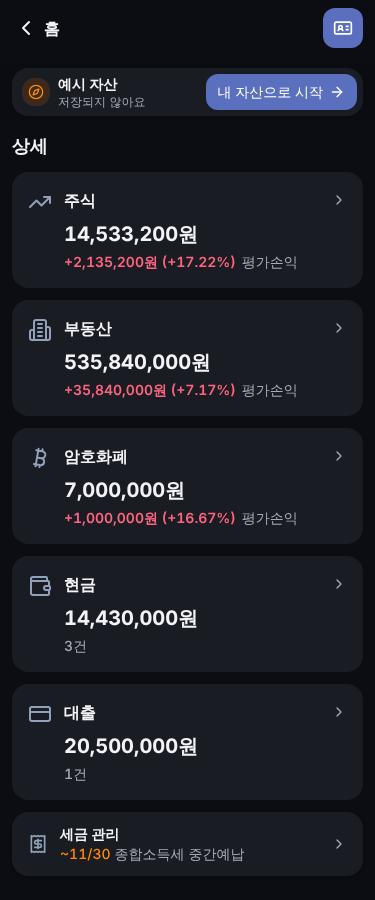 홈
예시 자산
저장되지 않아요
내 자산으로 시작
상세
주식
14,533,200원
+2,135,200원 (+17.22%) 평가손익
부동산
535,840,000원
+35,840,000원 (+7.17%) 평가손익
암호화폐
7,000,000원
+1,000,000원 (+16.67%) 평가손익
현금
14,430,000원
3건
대출
20,500,000원
1건
세금 관리
~11/30 종합소득세 중간예납